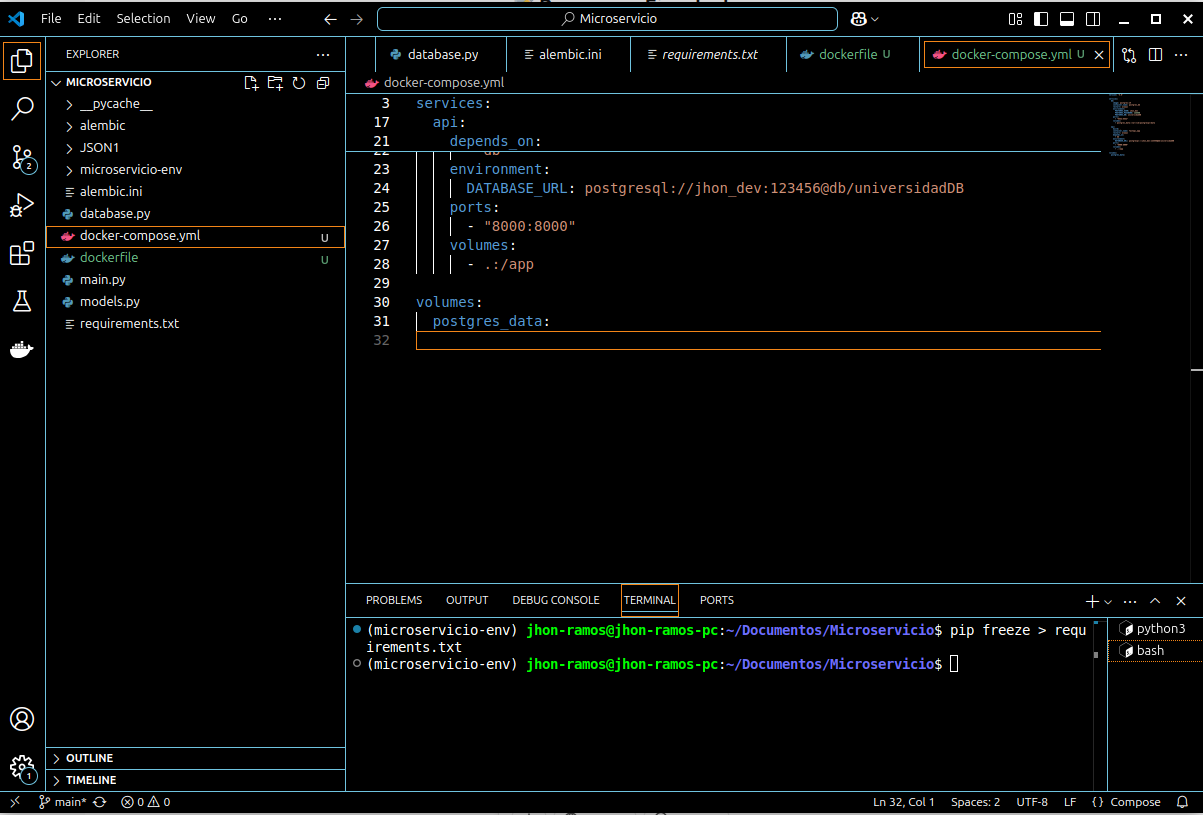 File Edit Selection View Go ··· Microservicio
EXPLORER ···
MICROSERVICIO
__pycache__
alembic
JSON1
microservicio-env
alembic.ini
database.py
docker-compose.yml U
dockerfile U
main.py
models.py
requirements.txt
OUTLINE
TIMELINE
2
1
database.py alembic.ini requirements.txt dockerfile U docker-compose.yml U ···
docker-compose.yml
3 services:
17 api:
21 depends_on:
23 environment:
24 DATABASE_URL: postgresql://jhon_dev:123456@db/universidadDB
25 ports:
26 - "8000:8000"
27 volumes:
28 - .:/app
29
30 volumes:
31 postgres_data:
32
PROBLEMS OUTPUT DEBUG CONSOLE TERMINAL PORTS ···
(microservicio-env) jhon-ramos@jhon-ramos-pc:~/Documentos/Microservicio$ pip freeze > requ
irements.txt
(microservicio-env) jhon-ramos@jhon-ramos-pc:~/Documentos/Microservicio$
python3
bash
main* 0 0 Ln 32, Col 1 Spaces: 2 UTF-8 LF {} Compose